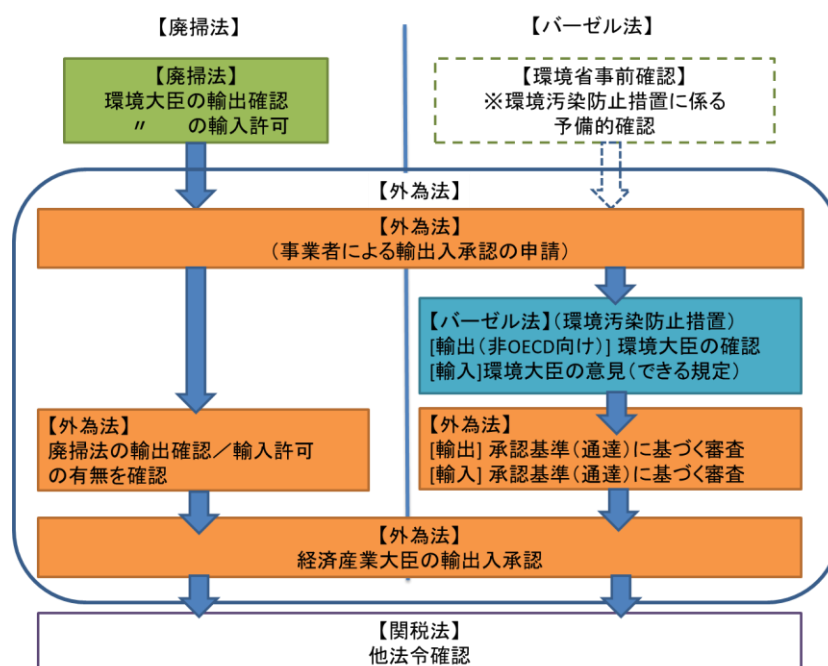 【廃掃法】
【バーゼル法】
【廃掃法】
環境大臣の輸出確認
〃 の輸入許可
【環境省事前確認】
※環境汚染防止措置に係る
予備的確認
【外為法】
【外為法】
（事業者による輸出入承認の申請）
【バーゼル法】（環境汚染防止措置）
[輸出（非OECD向け）] 環境大臣の確認
[輸入]環境大臣の意見（できる規定）
【外為法】
廃掃法の輸出確認／輸入許可
の有無を確認
【外為法】
[輸出] 承認基準（通達）に基づく審査
[輸入] 承認基準（通達）に基づく審査
【外為法】
経済産業大臣の輸出入承認
【関税法】
他法令確認